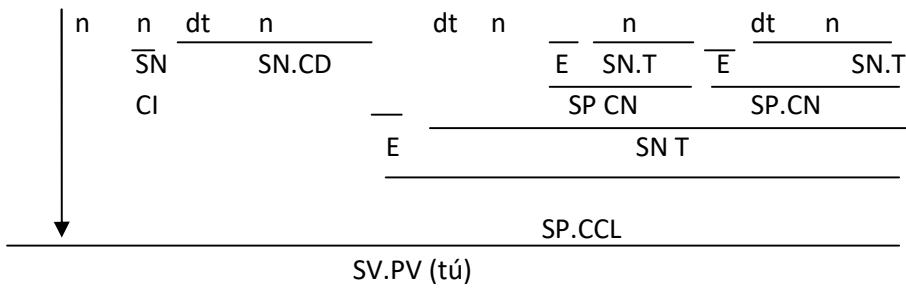 n n dt n dt n n dt n
SN SN.CD E SN.T E SN.T
CI SP CN SP.CN
E SN T
SP.CCL
SV.PV (tú)